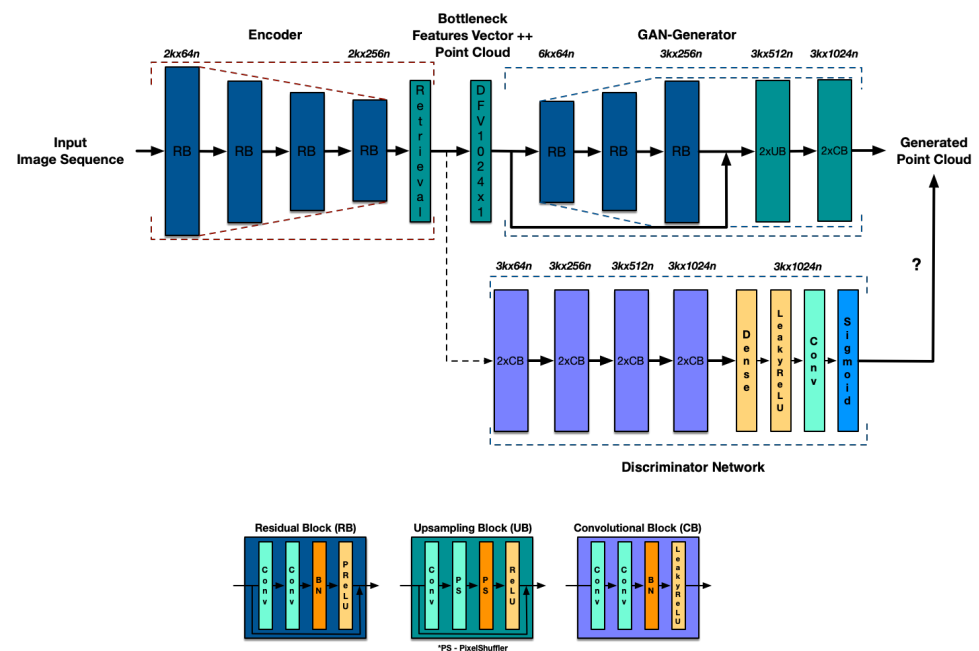 Bottleneck
Features Vector ++
Point Cloud
Encoder
GAN-Generator
2kx64n
2kx256n
6kx64n
3kx256n
3kx512n
3kx1024n
Input
Image Sequence
RB
RB
RB
RB
Retrieval
DFV1024x1
RB
RB
RB
2xUB
2xCB
Generated
Point Cloud
?
3kx64n
3kx256n
3kx512n
3kx1024n
3kx1024n
2xCB
2xCB
2xCB
2xCB
Dense
LeakyReLU
Conv
Sigmoid
Discriminator Network
Residual Block (RB)
Conv
Conv
BN
PReLU
Upsampling Block (UB)
Conv
PS
PS
ReLU
*PS - PixelShuffler
Convolutional Block (CB)
Conv
Conv
BN
LeakyReLU